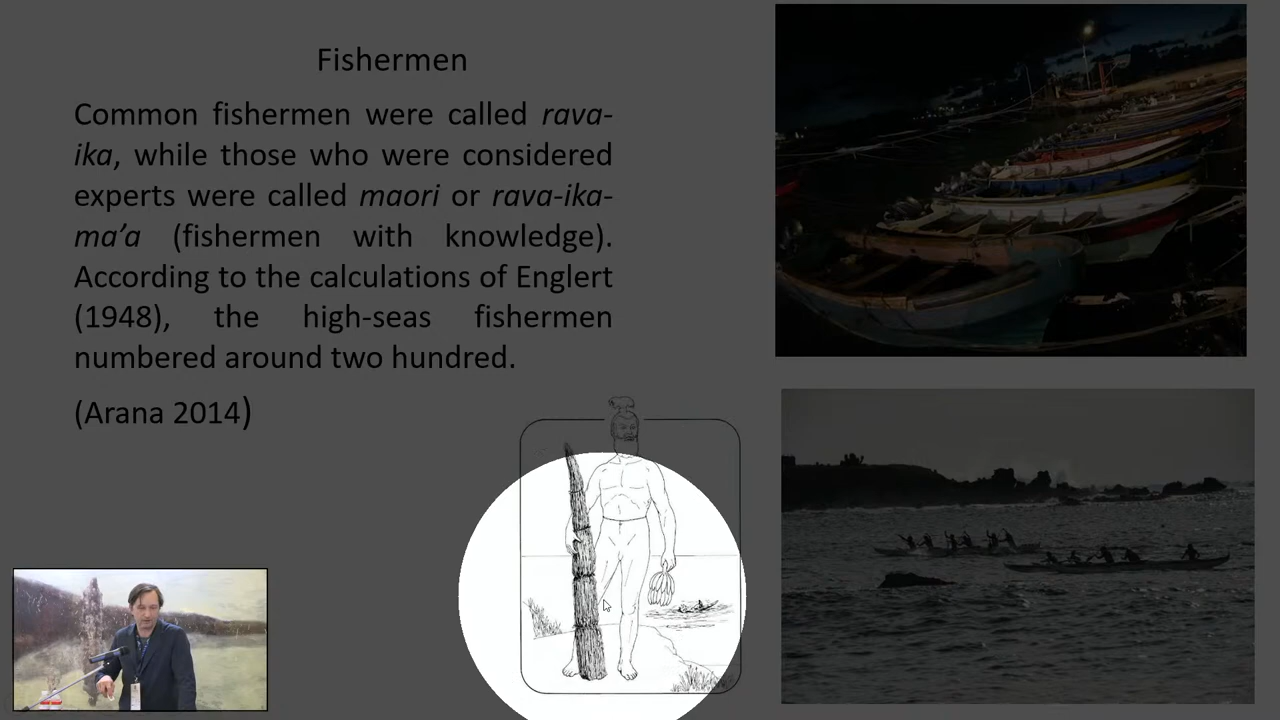 Fishermen
Common fishermen were called rava-
ika, while those who were considered
experts were called maori or rava-ika-
ma’a (fishermen with knowledge).
According to the calculations of Englert
(1948), the high-seas fishermen
numbered around two hundred.
(Arana 2014)